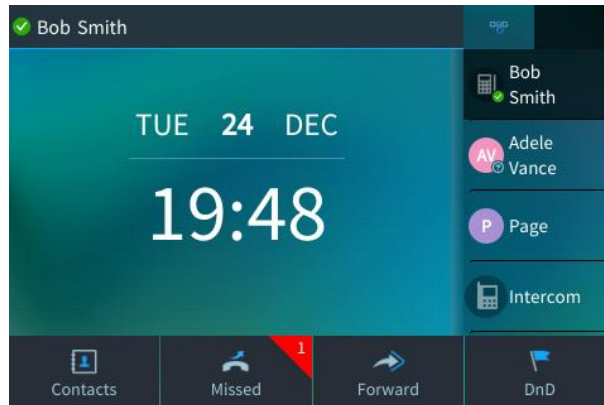 Bob Smith
TUE 24 DEC
19:48
Bob
Smith
AV
Adele
Vance
P
Page
Intercom
Contacts
1
Missed
Forward
DnD